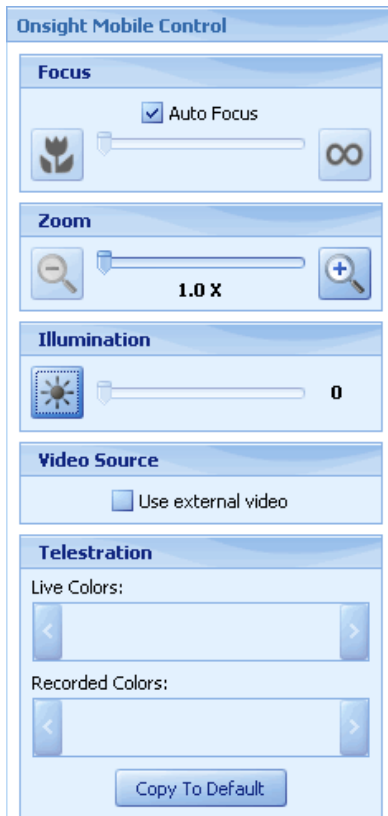 Onsight Mobile Control
Focus
Auto Focus
Zoom
1.0 X
Illumination
0
Video Source
Use external video
Telestration
Live Colors:
Recorded Colors:
Copy To Default